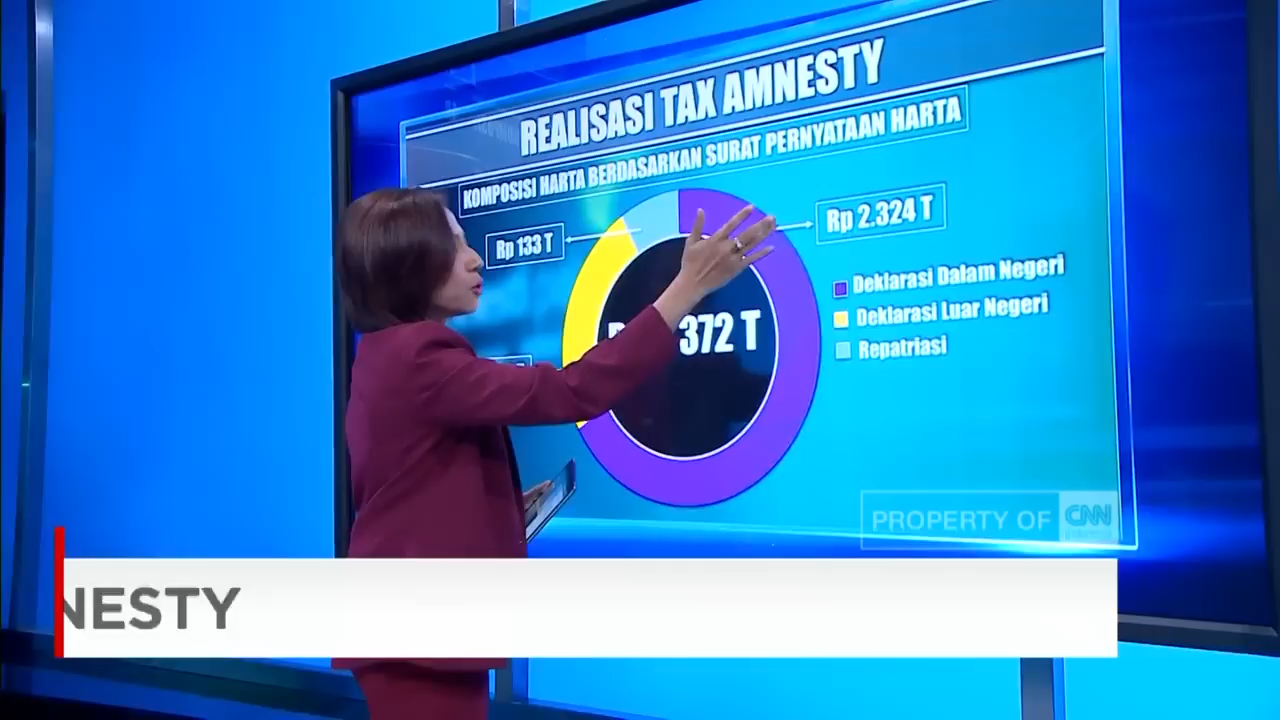 REALISASI TAX AMNESTY
KOMPOSISI HARTA BERDASARKAN SURAT PERNYATAAN HARTA
Rp 133 T
Rp 2.324 T
372 T
Deklarasi Dalam Negeri
Deklarasi Luar Negeri
Repatriasi
PROPERTY OF CNN
NESTY